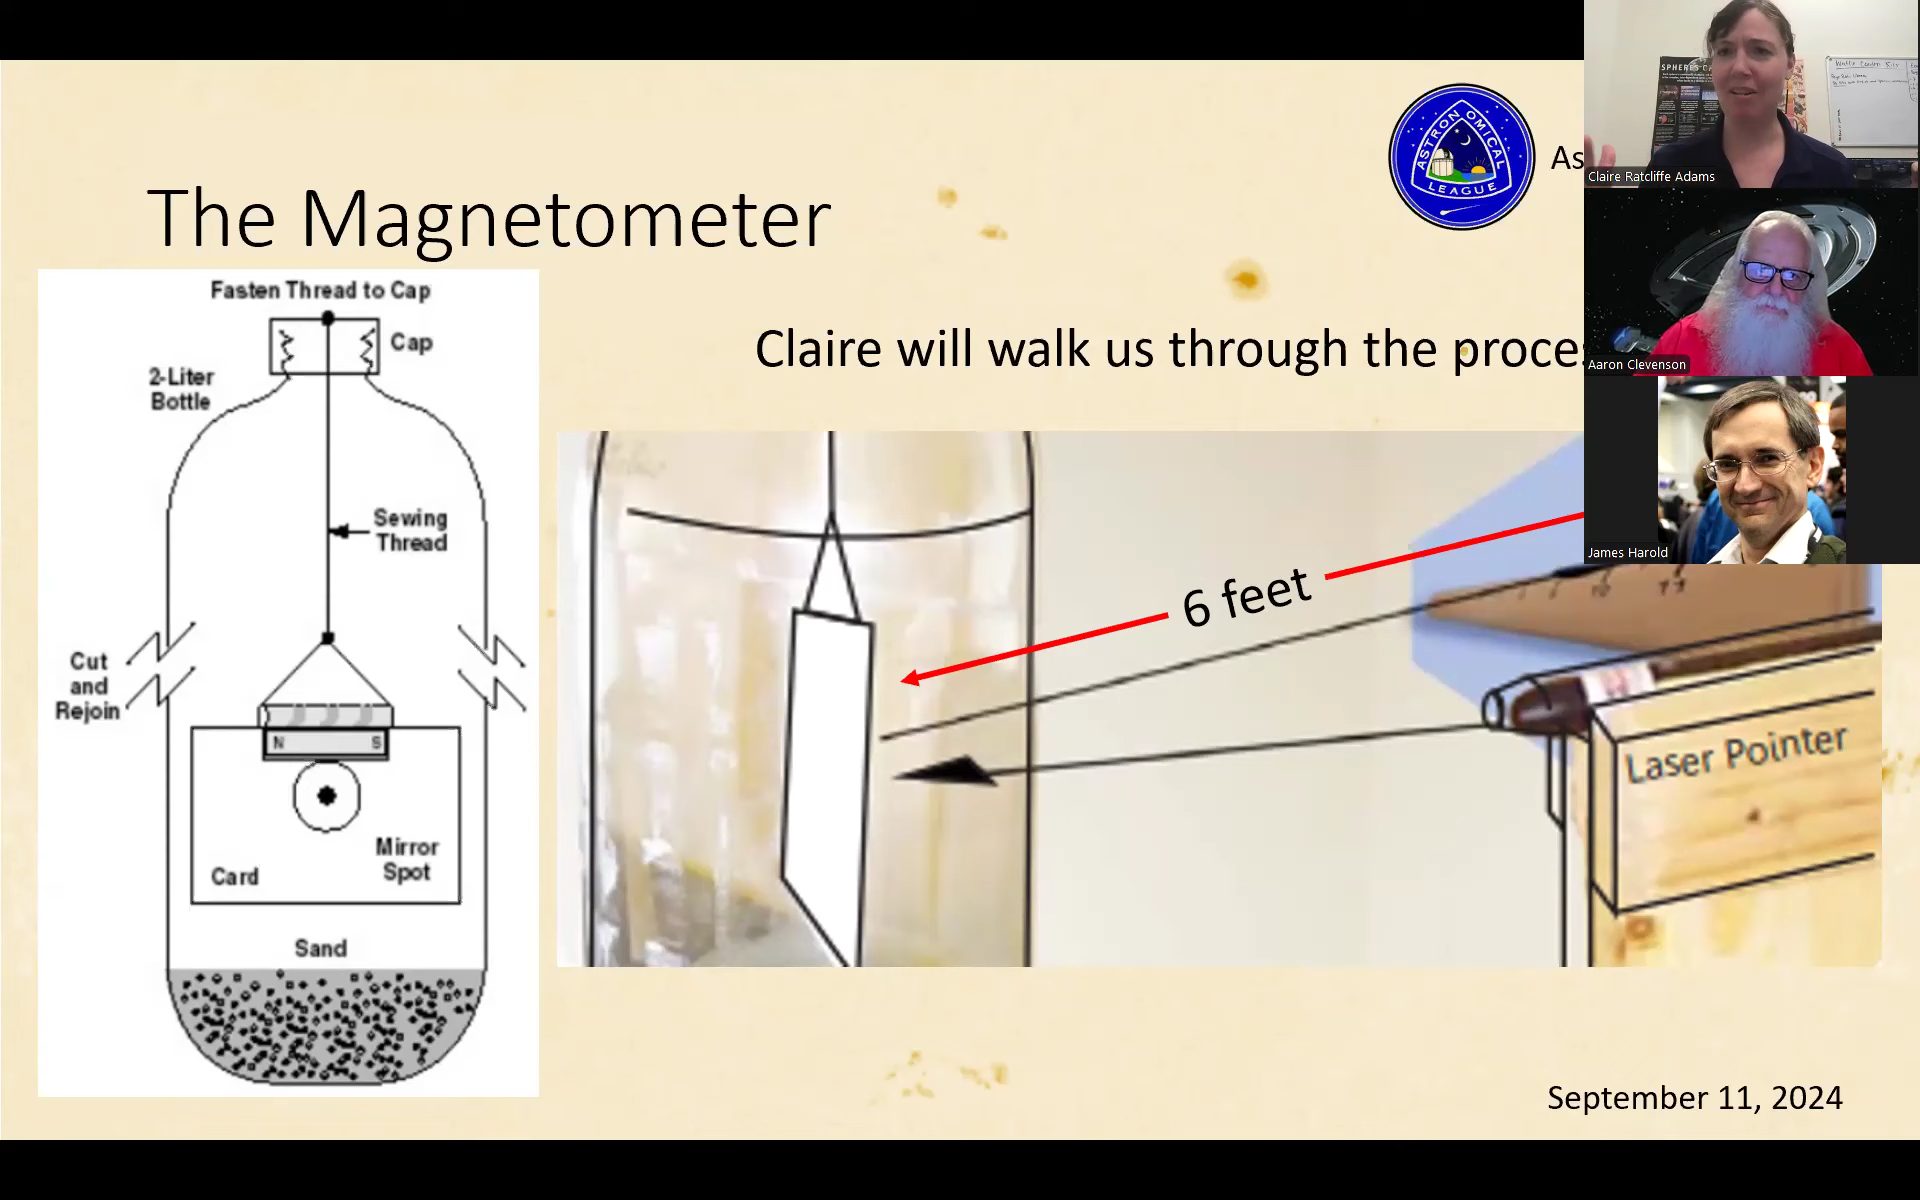 The Magnetometer
ASTRONOMICAL
LEAGUE
As
Claire will walk us through the proce
Fasten Thread to Cap
Cap
2-Liter
Bottle
Sewing
Thread
Cut
and
Rejoin
N
S
Mirror
Spot
Card
Sand
6 feet
Laser Pointer
September 11, 2024
SPHERES
Claire Ratcliffe Adams
Aaron Clevenson
James Harold